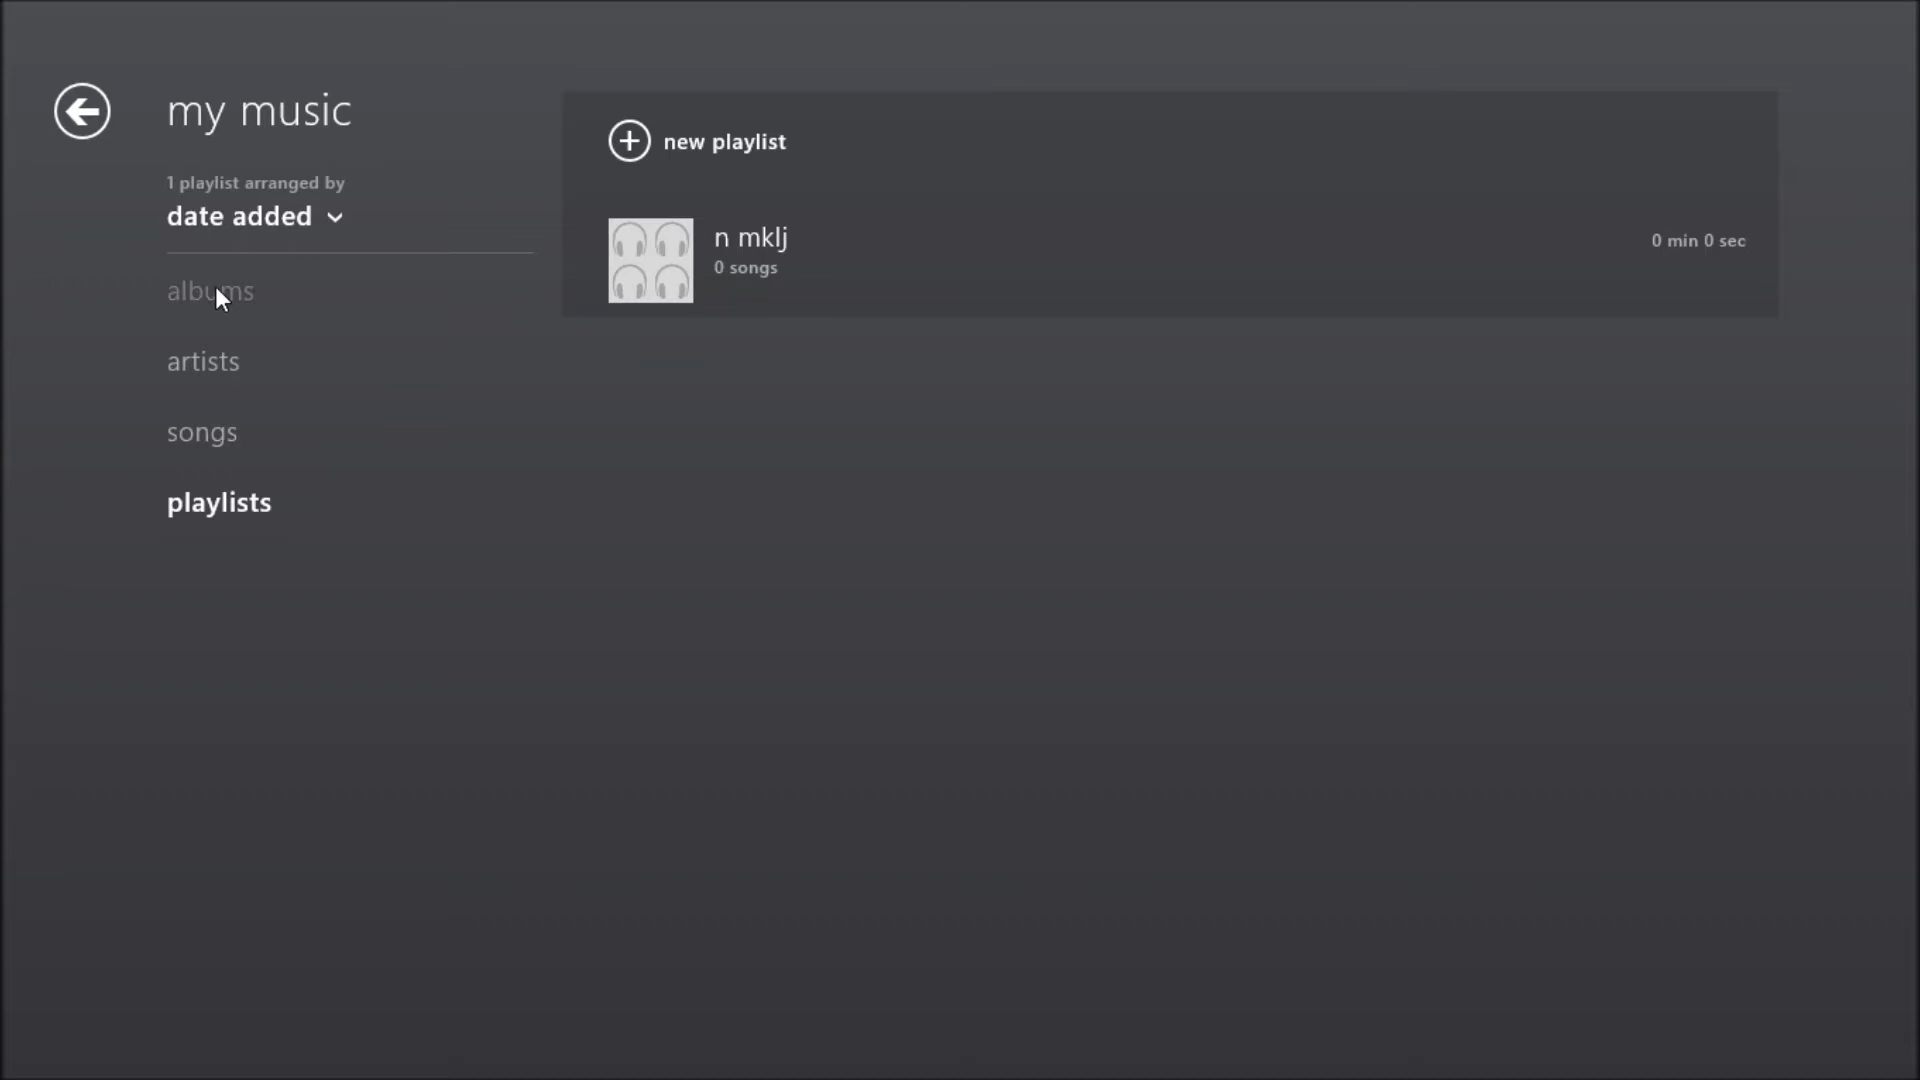 my music
1 playlist arranged by
date added
albums
artists
songs
playlists
new playlist
n mklj
0 songs
0 min 0 sec